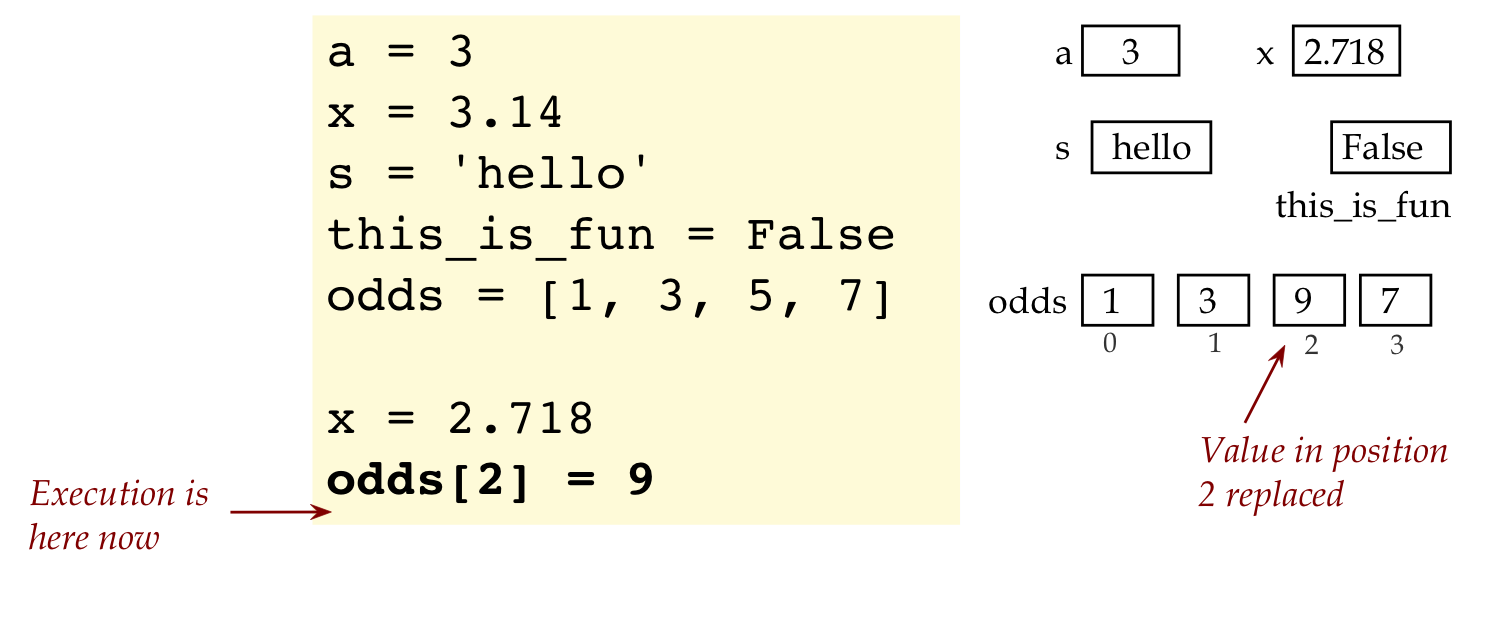 a = 3
x = 3.14
s = 'hello'
this_is_fun = False
odds = [1, 3, 5, 7]
x = 2.718
odds[2] = 9
Execution is
here now
a 3 x 2.718
s hello False
this_is_fun
odds 1 3 9 7
0 1 2 3
Value in position
2 replaced